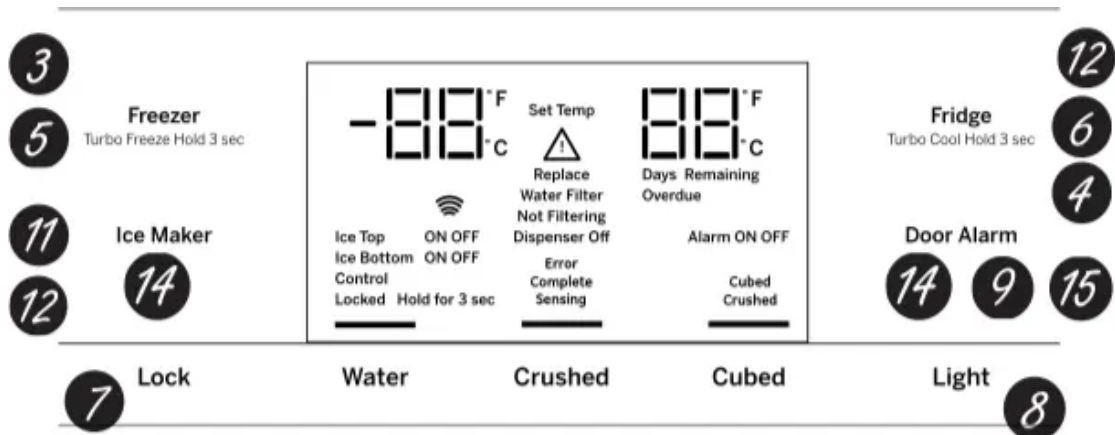 3
12
-88°F °C
Set Temp
88°F °C
Freezer
Turbo Freeze Hold 3 sec
5
Fridge
Turbo Cool Hold 3 sec
6
!
Replace
Water Filter
Not Filtering
Dispenser Off
Days Remaining
Overdue
4
11
Ice Maker
14
12
Ice Top ON OFF
Ice Bottom ON OFF
Control
Locked Hold for 3 sec
Error
Complete
Sensing
Alarm ON OFF
Cubed
Crushed
Door Alarm
14
9
15
7
Lock
Water
Crushed
Cubed
Light
8